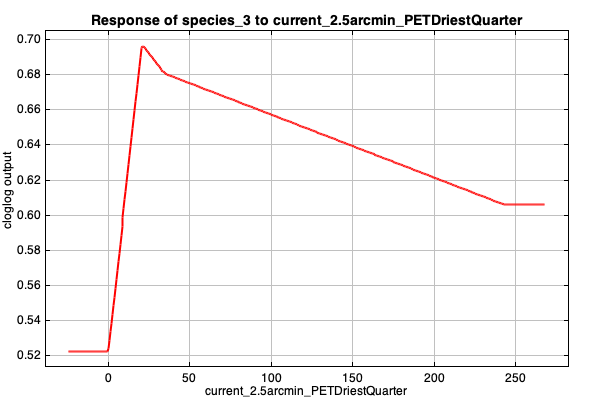 Response of species_3 to current_2.5arcmin_PETDriestQuarter
0.70
0.68
0.66
0.64
0.62
0.60
0.58
0.56
0.54
0.52
cloglog output
0 50 100 150 200 250
current_2.5arcmin_PETDriestQuarter